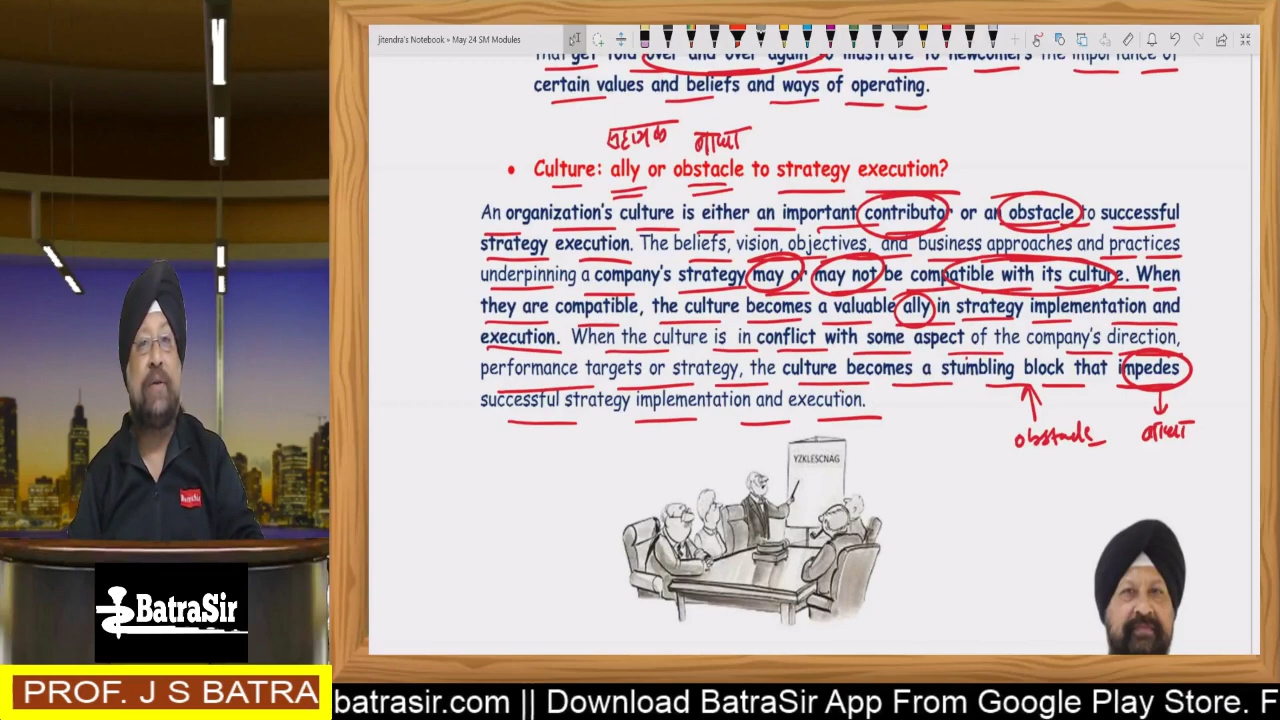 jitendra's Notebook » May 24 SM Modules
that get told over and over again to illustrate to newcomers the importance of
certain values and beliefs and ways of operating.
बाधा
• Culture: ally or obstacle to strategy execution?
An organization's culture is either an important contributor or an obstacle to successful
strategy execution. The beliefs, vision, objectives, and business approaches and practices
underpinning a company's strategy may or may not be compatible with its culture. When
they are compatible, the culture becomes a valuable ally in strategy implementation and
execution. When the culture is in conflict with some aspect of the company's direction,
performance targets or strategy, the culture becomes a stumbling block that impedes
successful strategy implementation and execution.
obstacle बाधा
YZKLESCNAG
BatraSir
PROF. J S BATRA
batrasir.com || Download BatraSir App From Google Play Store. F